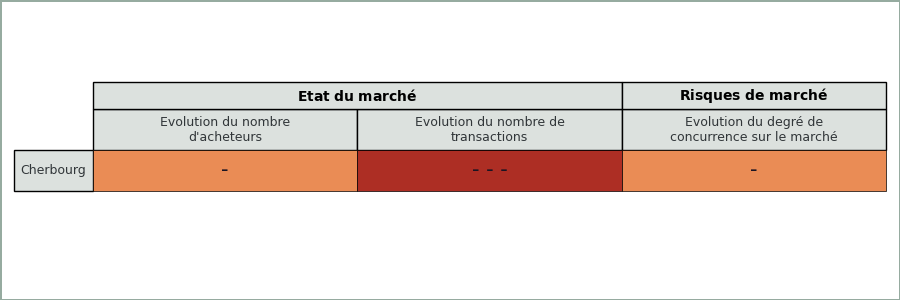 Etat du marché
Risques de marché
Evolution du nombre
d'acheteurs
Evolution du nombre de
transactions
Evolution du degré de
concurrence sur le marché
Cherbourg
–
– – –
–